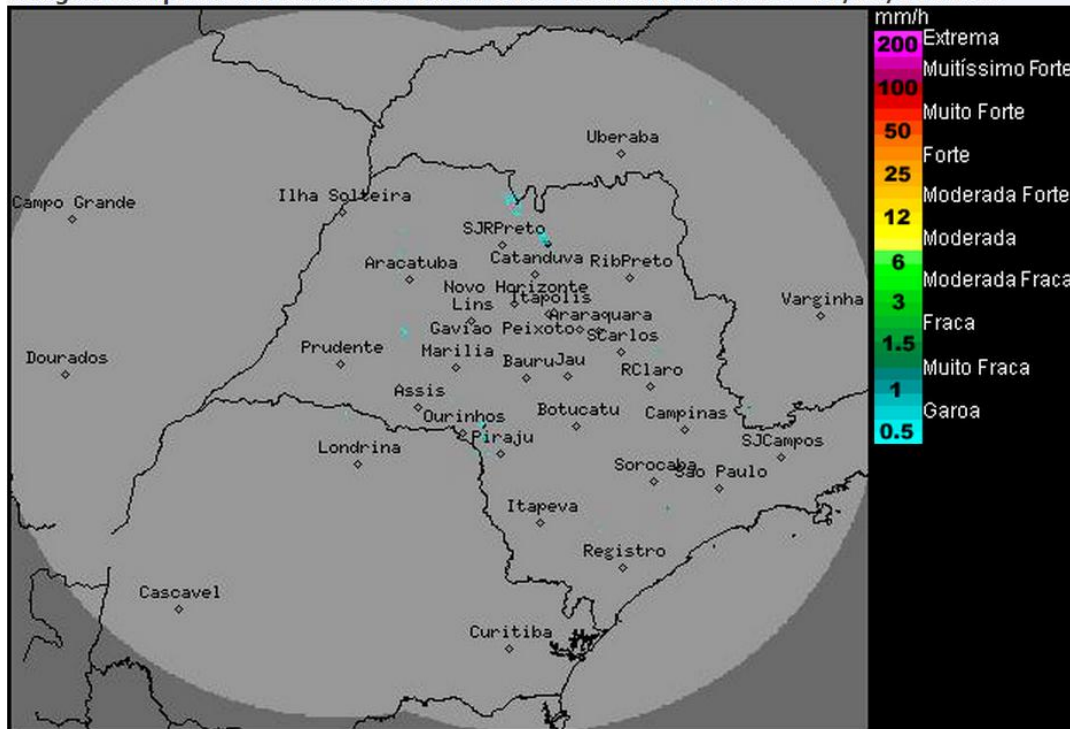 mm/h
200 Extrema
Muitíssimo Forte
100
Muito Forte
50
Forte
25
Moderada Forte
12
Moderada
6
Moderada Fraca
3
Fraca
1.5
Muito Fraca
1
Garoa
0.5
Uberaba
Ilha Solteira
Campo Grande
SJRPreto
Catanduva
RibPreto
Aracatuba
Novo Horizonte
Itapolis
Lins
Araraquara
Varginha
Gaviao Peixoto
SCarlos
Prudente
Marilia
Dourados
Bauru
Jau
RClaro
Assis
Botucatu
Campinas
Ourinhos
Piraju
Londrina
SJCampos
Sorocaba
Sao Paulo
Itapeva
Registro
Cascavel
Curitiba